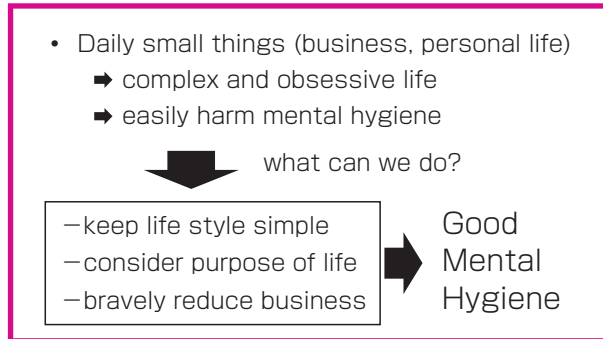 • Daily small things (business, personal life)
➡ complex and obsessive life
➡ easily harm mental hygiene
what can we do?
−keep life style simple
−consider purpose of life
−bravely reduce business
Good
Mental
Hygiene